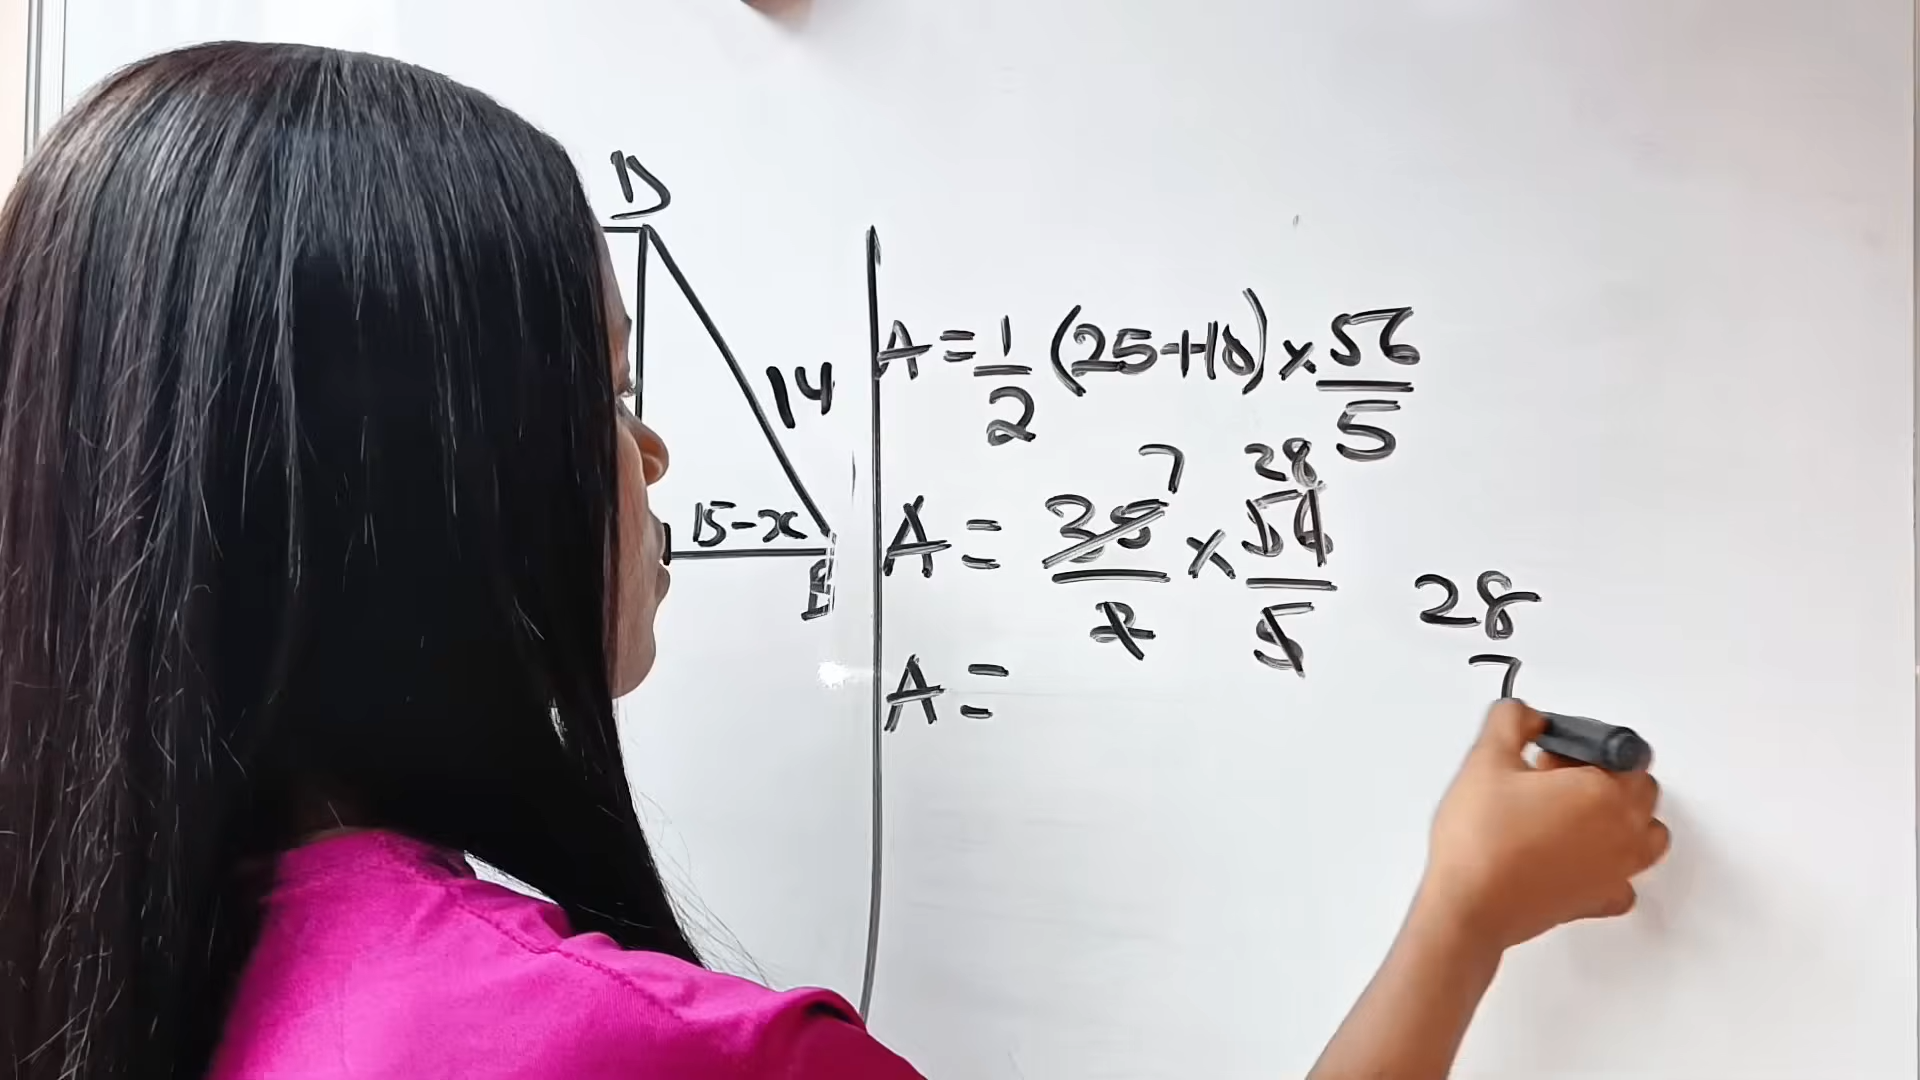 D
14
15-x
B
A = 1/2 (25+10) × 56/5
7 28
A = 35/2 × 56/5
28
7
A =